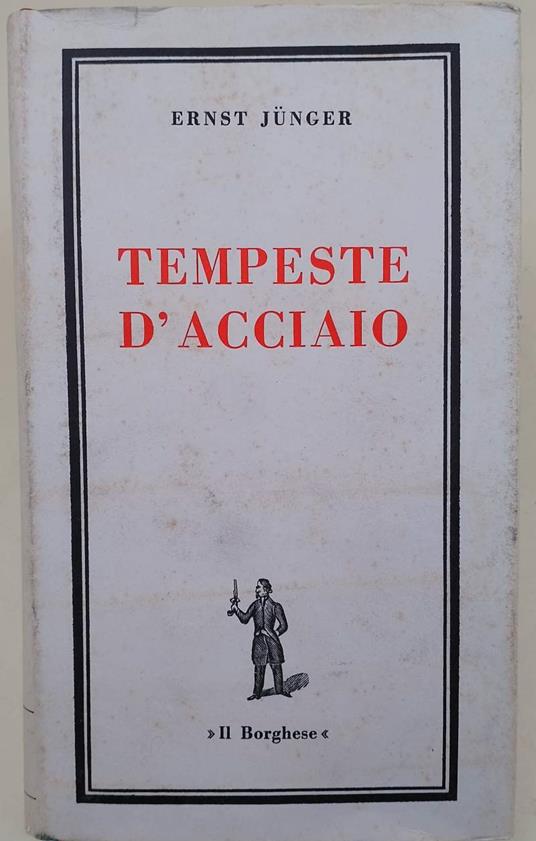 ERNST JÜNGER
TEMPESTE
D'ACCIAIO
»Il Borghese«